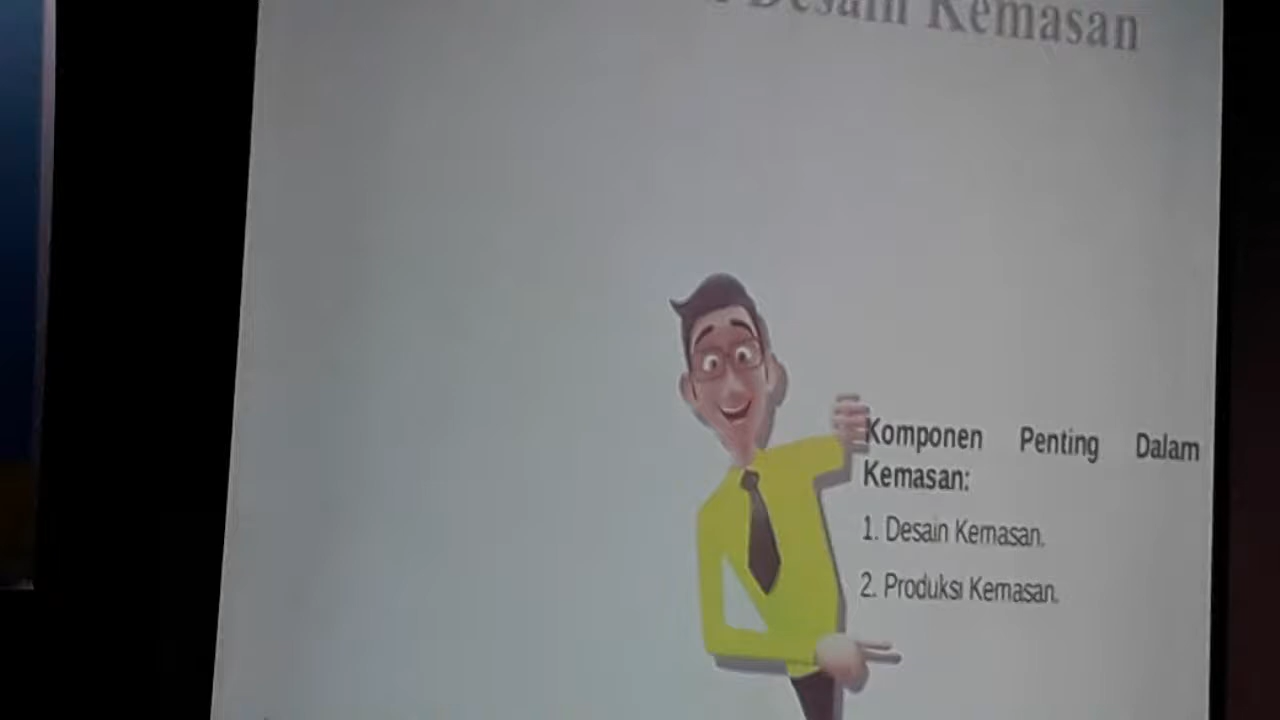 Desain Kemasan
Komponen Penting Dalam
Kemasan:
1. Desain Kemasan.
2. Produksi Kemasan.